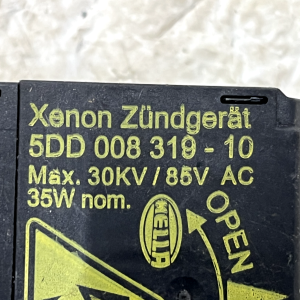 Xenon Zündgerät
5DD 008 319 - 10
Max. 30KV / 85V AC
35W nom.
HELLA
OPEN